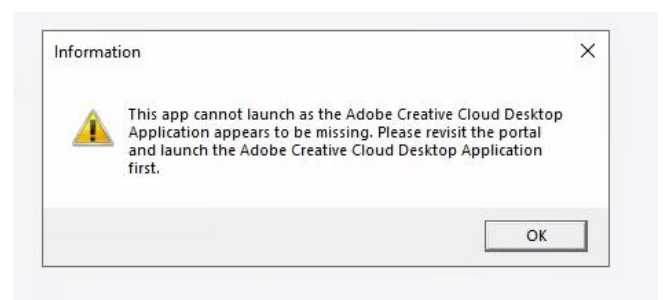 Information
This app cannot launch as the Adobe Creative Cloud Desktop
Application appears to be missing. Please revisit the portal
and launch the Adobe Creative Cloud Desktop Application
first.
OK